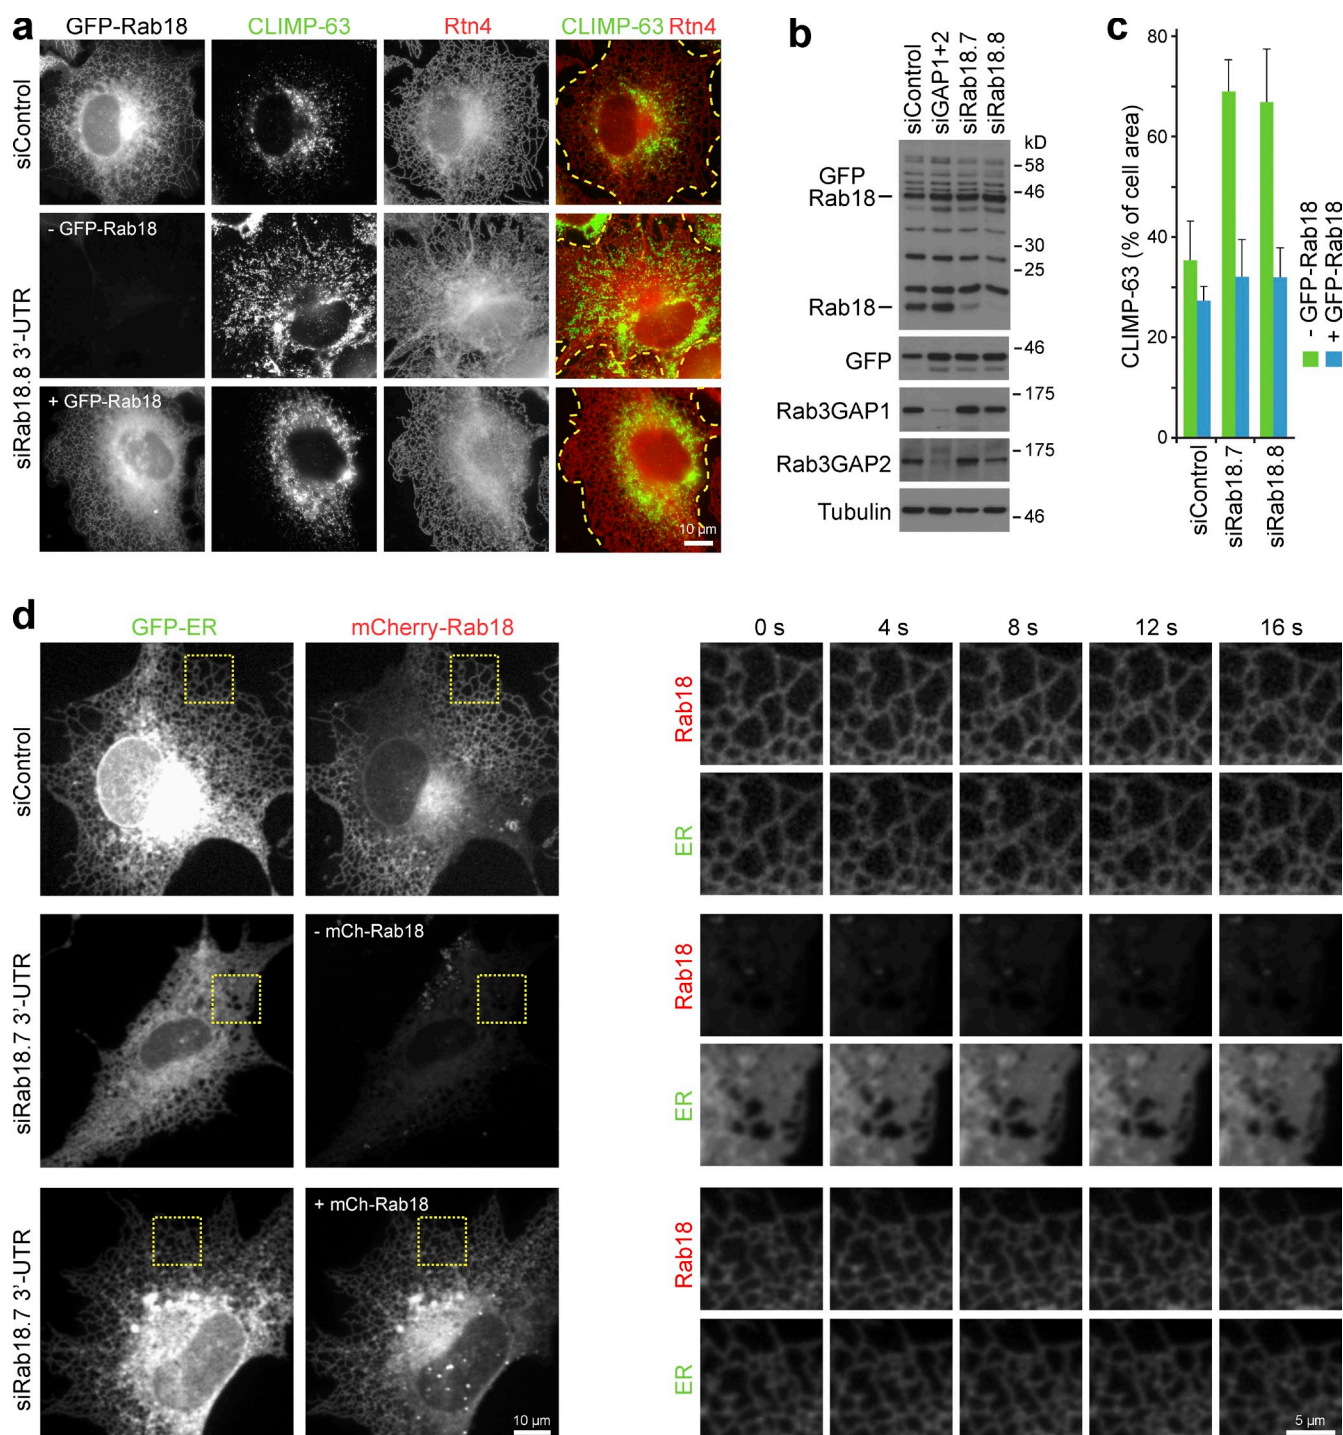 a
GFP-Rab18
CLIMP-63
Rtn4
CLIMP-63 Rtn4
siControl
siRab18.8 3'-UTR
- GFP-Rab18
+ GFP-Rab18
10 µm
b
siControl
siGAP1+2
siRab18.7
siRab18.8
kD
GFP
Rab18
58
46
30
25
Rab18
GFP
46
Rab3GAP1
175
Rab3GAP2
175
Tubulin
46
c
CLIMP-63 (% of cell area)
80
60
40
20
0
siControl
siRab18.7
siRab18.8
- GFP-Rab18
+ GFP-Rab18
d
GFP-ER
mCherry-Rab18
0 s
4 s
8 s
12 s
16 s
siControl
Rab18
ER
siRab18.7 3'-UTR
- mCh-Rab18
Rab18
ER
siRab18.7 3'-UTR
+ mCh-Rab18
10 µm
Rab18
ER
5 µm